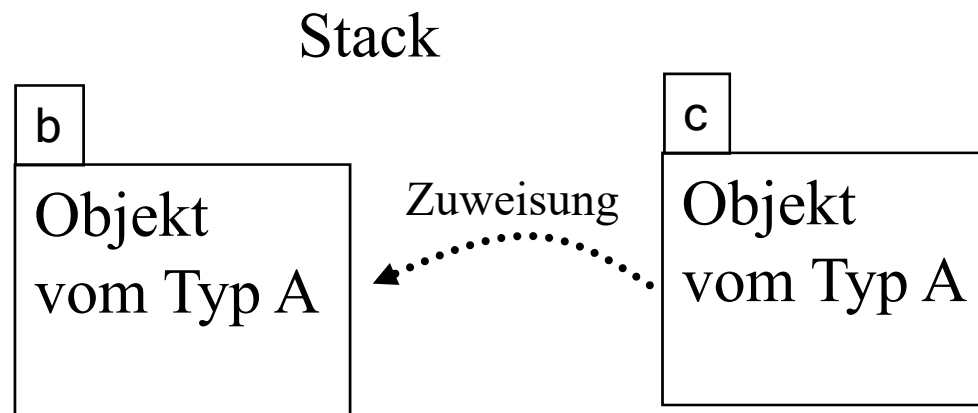 Stack
b
c
Objekt
vom Typ A
Zuweisung
Objekt
vom Typ A